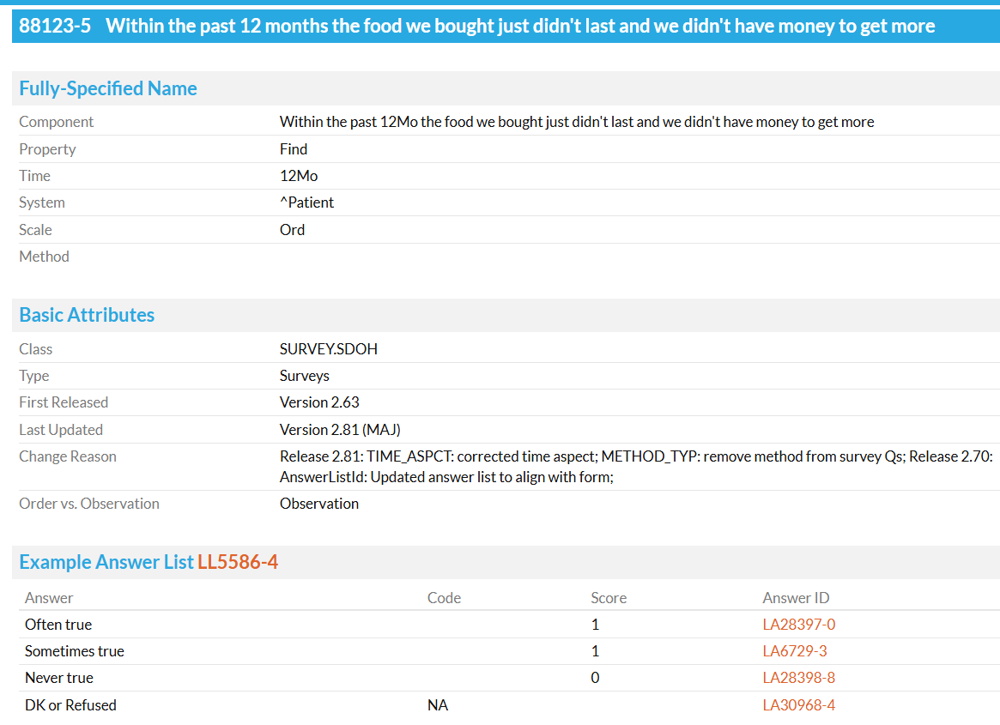 88123-5 Within the past 12 months the food we bought just didn't last and we didn't have money to get more
Fully-Specified Name
Component Within the past 12Mo the food we bought just didn't last and we didn't have money to get more
Property Find
Time 12Mo
System ^Patient
Scale Ord
Method
Basic Attributes
Class SURVEY.SDOH
Type Surveys
First Released Version 2.63
Last Updated Version 2.81 (MAJ)
Change Reason Release 2.81: TIME_ASPCT: corrected time aspect; METHOD_TYP: remove method from survey Qs; Release 2.70:
AnswerListId: Updated answer list to align with form;
Order vs. Observation Observation
Example Answer List LL5586-4
Answer Code Score Answer ID
Often true 1 LA28397-0
Sometimes true 1 LA6729-3
Never true 0 LA28398-8
DK or Refused NA LA30968-4